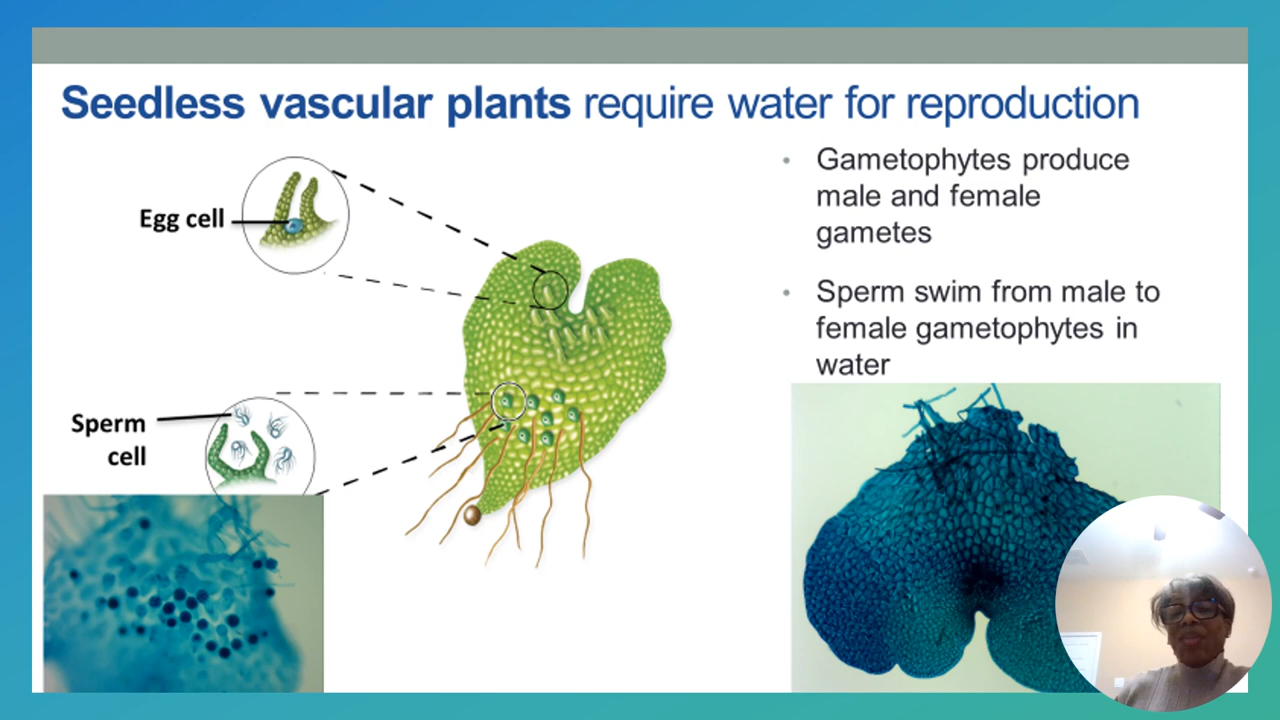 Seedless vascular plants require water for reproduction
Egg cell
Sperm
cell
• Gametophytes produce
male and female
gametes
• Sperm swim from male to
female gametophytes in
water